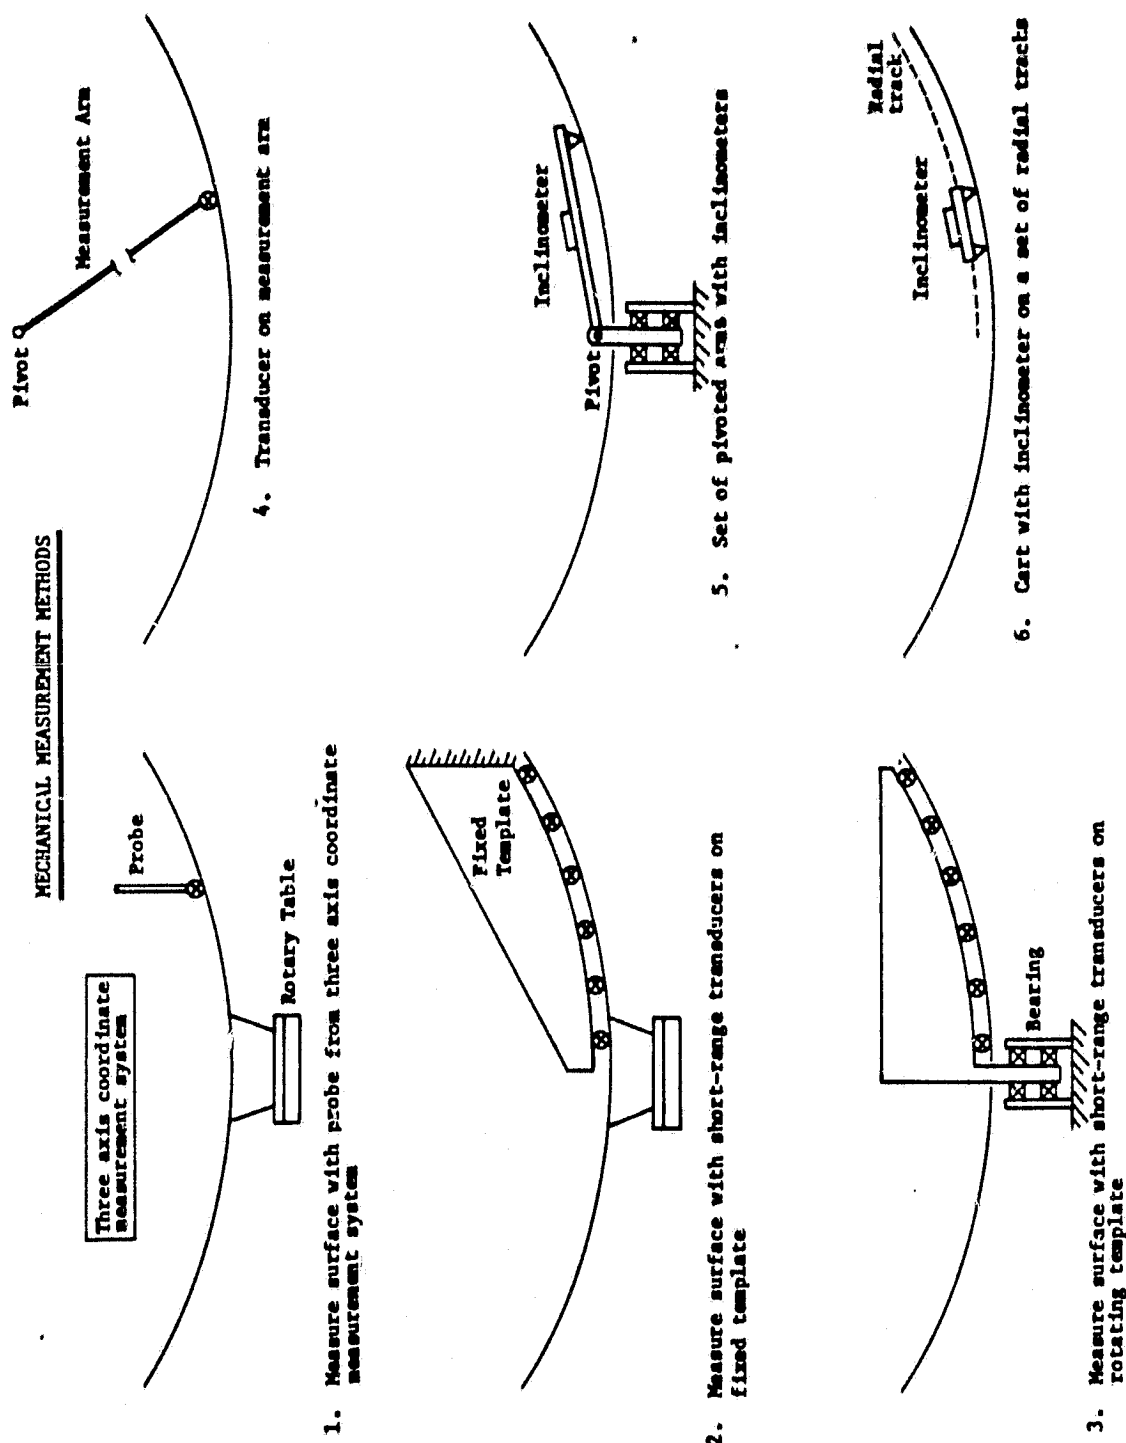 MECHANICAL MEASUREMENT METHODS
Three axis coordinate
measurement system
Probe
Rotary Table
1. Measure surface with probe from three axis coordinate
measurement system
Fixed
Template
2. Measure surface with short-range transducers on
fixed template
Bearing
3. Measure surface with short-range transducers on
rotating template
Pivot
Measurement Arm
4. Transducer on measurement arm
Inclinometer
Pivot
5. Set of pivoted arms with inclinometers
Radial
track
Inclinometer
6. Cart with inclinometer on a set of radial tracts